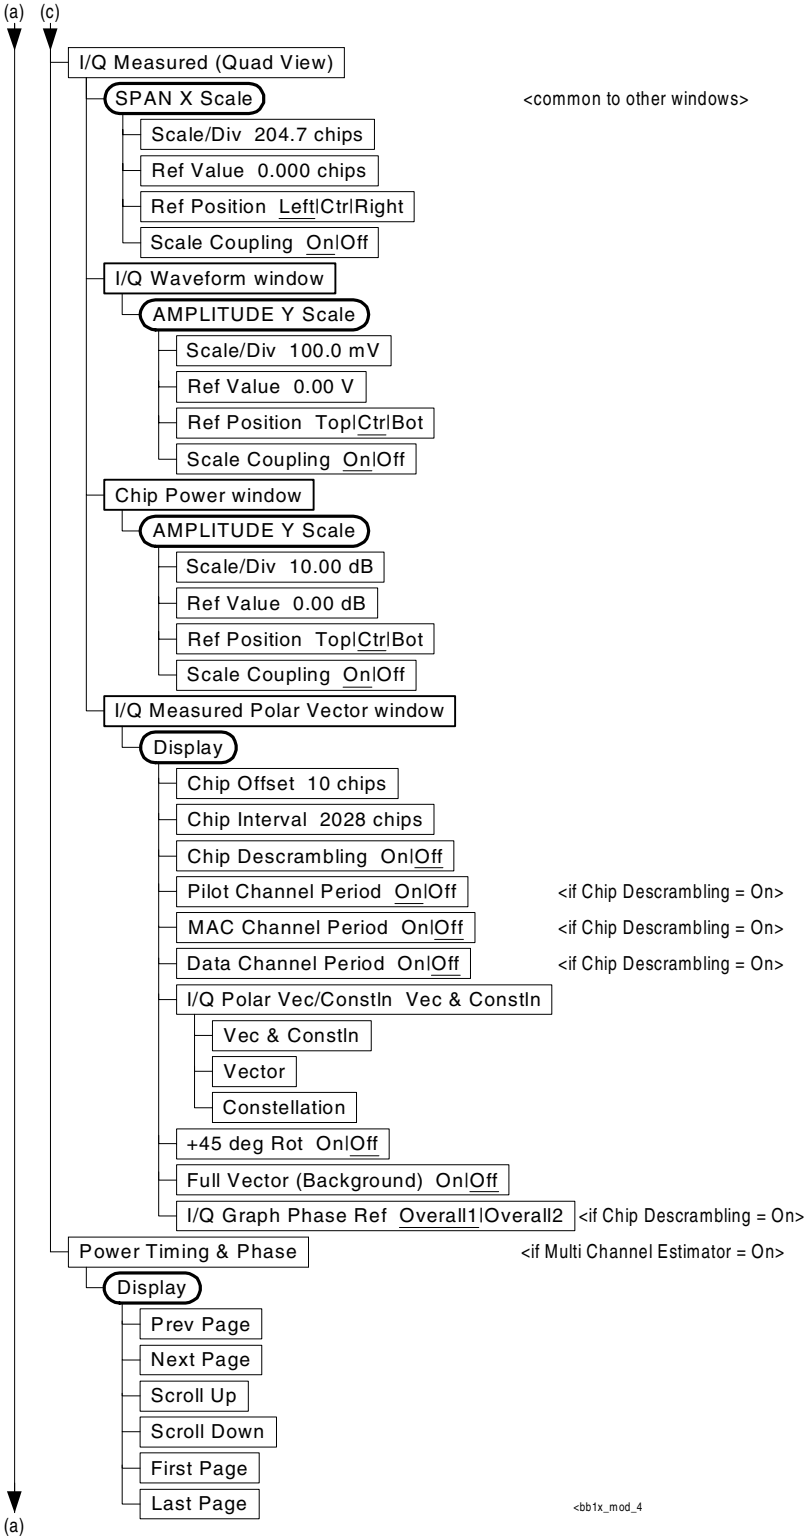 (a) (c)
I/Q Measured (Quad View)
SPAN X Scale <common to other windows>
Scale/Div 204.7 chips
Ref Value 0.000 chips
Ref Position Left|Ctr|Right
Scale Coupling On|Off
I/Q Waveform window
AMPLITUDE Y Scale
Scale/Div 100.0 mV
Ref Value 0.00 V
Ref Position Top|Ctr|Bot
Scale Coupling On|Off
Chip Power window
AMPLITUDE Y Scale
Scale/Div 10.00 dB
Ref Value 0.00 dB
Ref Position Top|Ctr|Bot
Scale Coupling On|Off
I/Q Measured Polar Vector window
Display
Chip Offset 10 chips
Chip Interval 2028 chips
Chip Descrambling On|Off
Pilot Channel Period On|Off <if Chip Descrambling = On>
MAC Channel Period On|Off <if Chip Descrambling = On>
Data Channel Period On|Off <if Chip Descrambling = On>
I/Q Polar Vec/Constln Vec & Constln
Vec & Constln
Vector
Constellation
+45 deg Rot On|Off
Full Vector (Background) On|Off
I/Q Graph Phase Ref Overall1|Overall2 <if Chip Descrambling = On>
Power Timing & Phase <if Multi Channel Estimator = On>
Display
Prev Page
Next Page
Scroll Up
Scroll Down
First Page
Last Page
<bb1x_mod_4
(a)